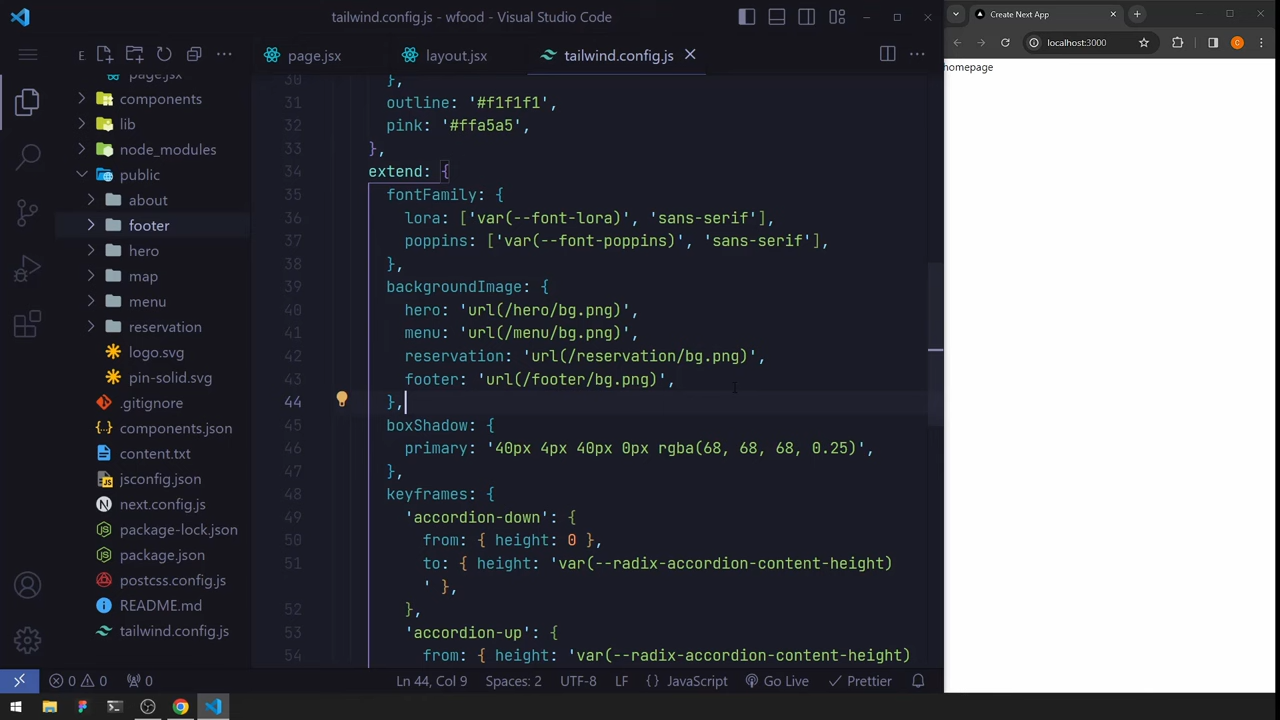 tailwind.config.js - wfood - Visual Studio Code
E
page.jsx
components
lib
node_modules
public
about
footer
hero
map
menu
reservation
logo.svg
pin-solid.svg
.gitignore
components.json
content.txt
jsconfig.json
next.config.js
package-lock.json
package.json
postcss.config.js
README.md
tailwind.config.js
page.jsx
layout.jsx
tailwind.config.js
30 },
31 outline: '#f1f1f1',
32 pink: '#ffa5a5',
33 },
34 extend: {
35 fontFamily: {
36 lora: ['var(--font-lora)', 'sans-serif'],
37 poppins: ['var(--font-poppins)', 'sans-serif'],
38 },
39 backgroundImage: {
40 hero: 'url(/hero/bg.png)',
41 menu: 'url(/menu/bg.png)',
42 reservation: 'url(/reservation/bg.png)',
43 footer: 'url(/footer/bg.png)',
44 },
45 boxShadow: {
46 primary: '40px 4px 40px 0px rgba(68, 68, 68, 0.25)',
47 },
48 keyframes: {
49 'accordion-down': {
50 from: { height: 0 },
51 to: { height: 'var(--radix-accordion-content-height)
' },
52 },
53 'accordion-up': {
54 from: { height: 'var(--radix-accordion-content-height)
0 0 0
Ln 44, Col 9
Spaces: 2
UTF-8
LF
{} JavaScript
Go Live
Prettier
Create Next App
localhost:3000
C
homepage